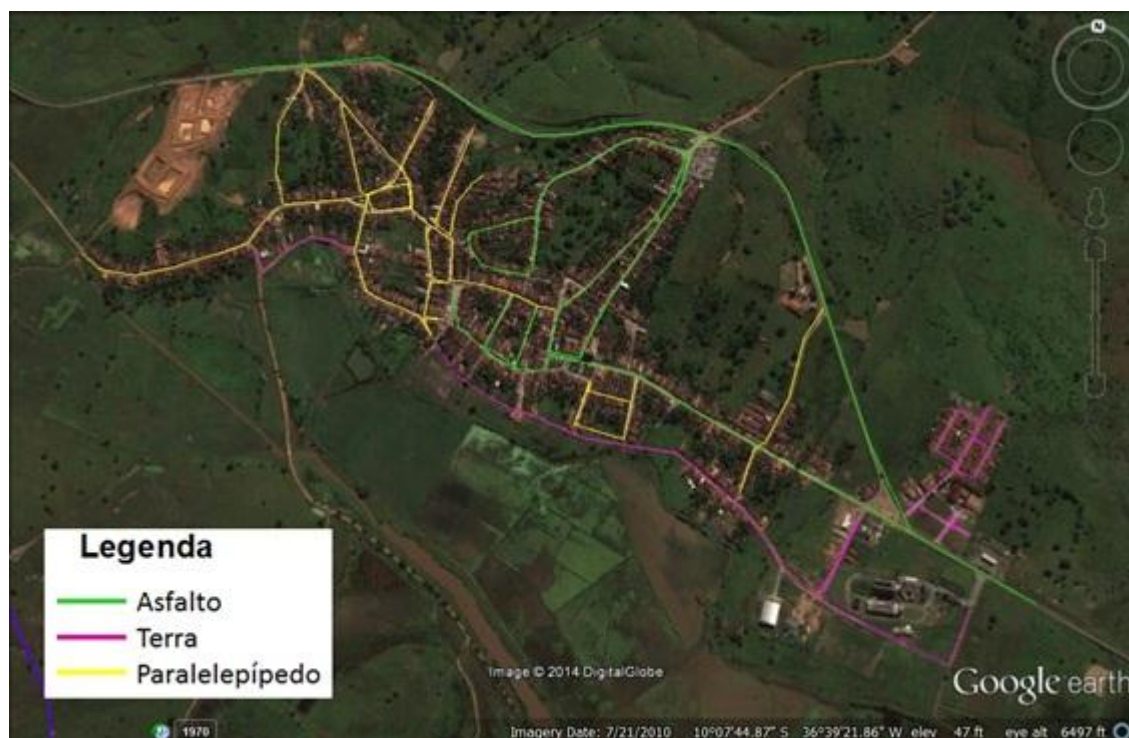 N
Legenda
Asfalto
Terra
Paralelepípedo
Image © 2014 DigitalGlobe
Google earth
1970
Imagery Date: 7/21/2010 10°07'44.87" S 36°39'21.86" W elev 47 ft eye alt 6497 ft